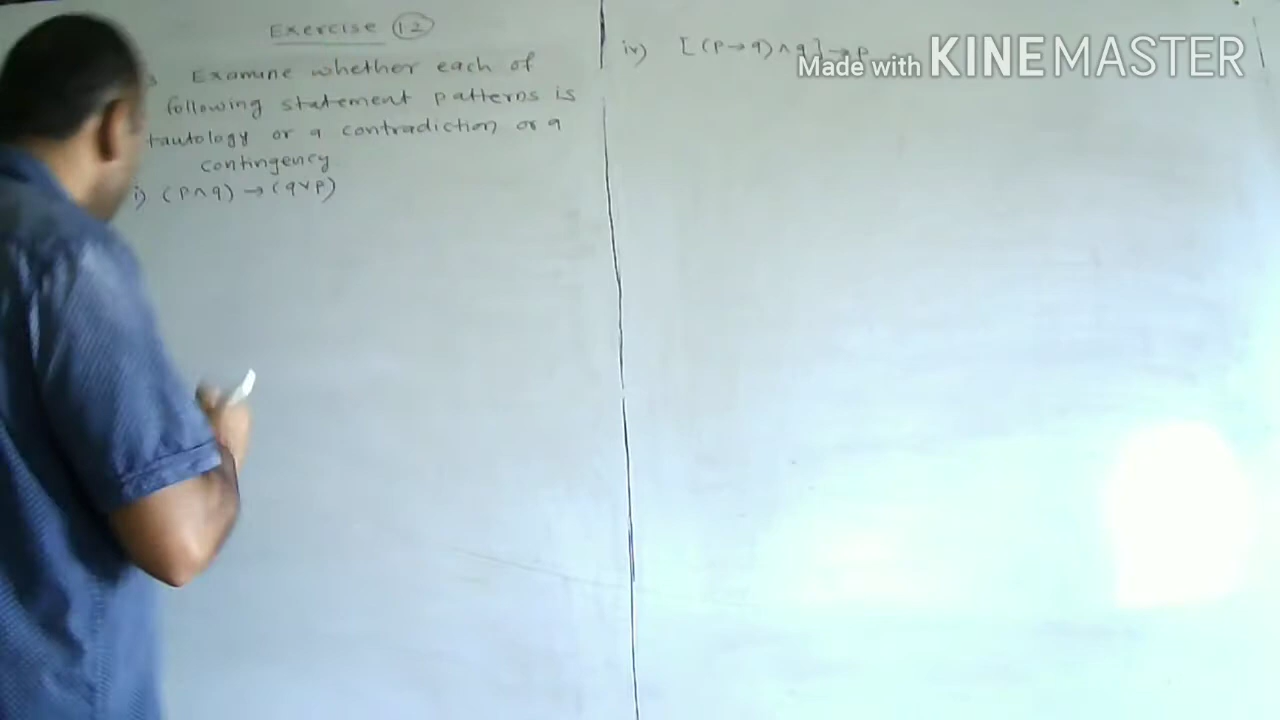 Exercise 1.2
Examine whether each of
following statement patterns is
tautology or a contradiction or a
contingency.
i) (p∧q) → (q∨p)
iv) [(p→q)∧q]→p
Made with KINEMASTER